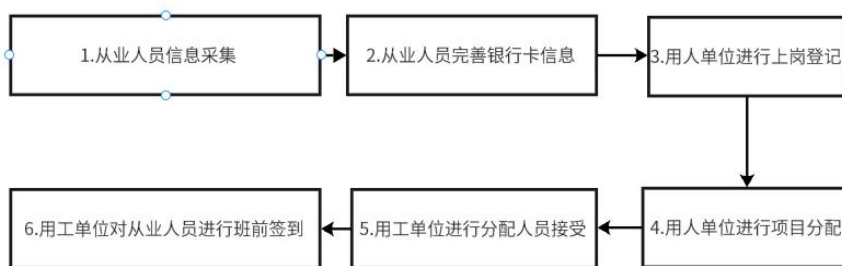 1.从业人员信息采集
2.从业人员完善银行卡信息
3.用人单位进行上岗登记
4.用人单位进行项目分配
5.用工单位进行分配人员接受
6.用工单位对从业人员进行班前签到